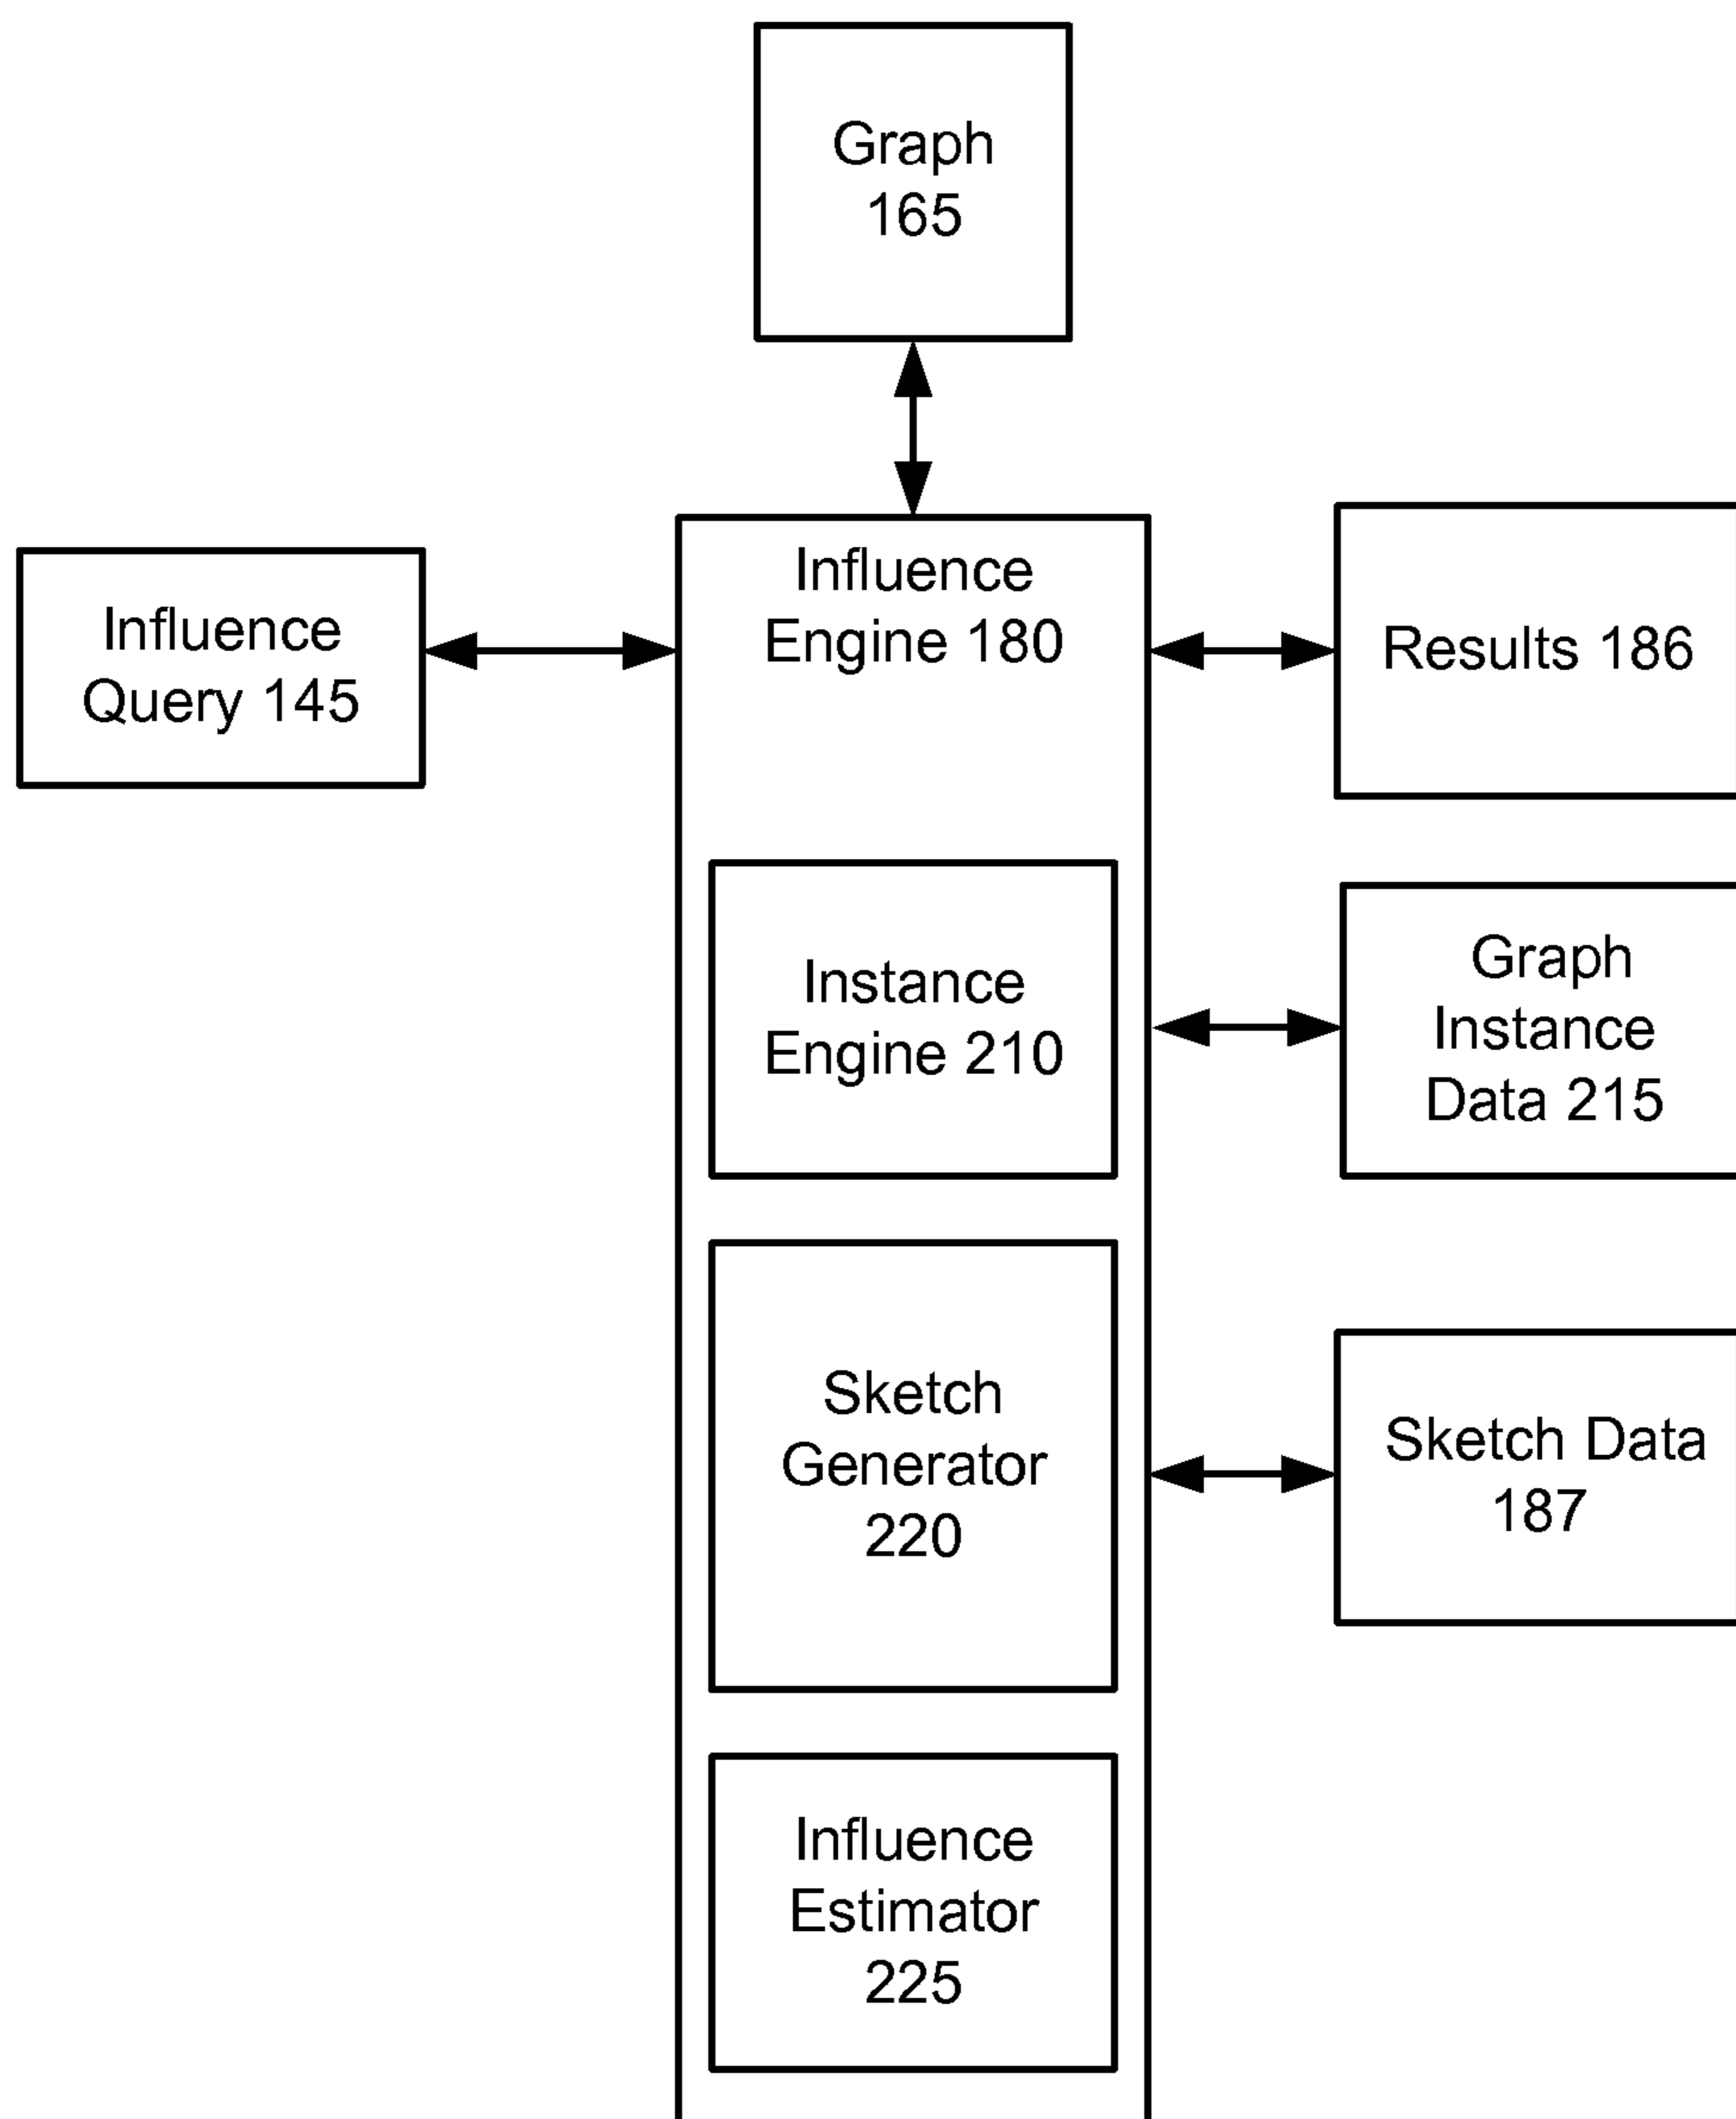 Graph
165
Influence
Query 145
Influence
Engine 180
Results 186
Instance
Engine 210
Graph
Instance
Data 215
Sketch
Generator
220
Sketch Data
187
Influence
Estimator
225